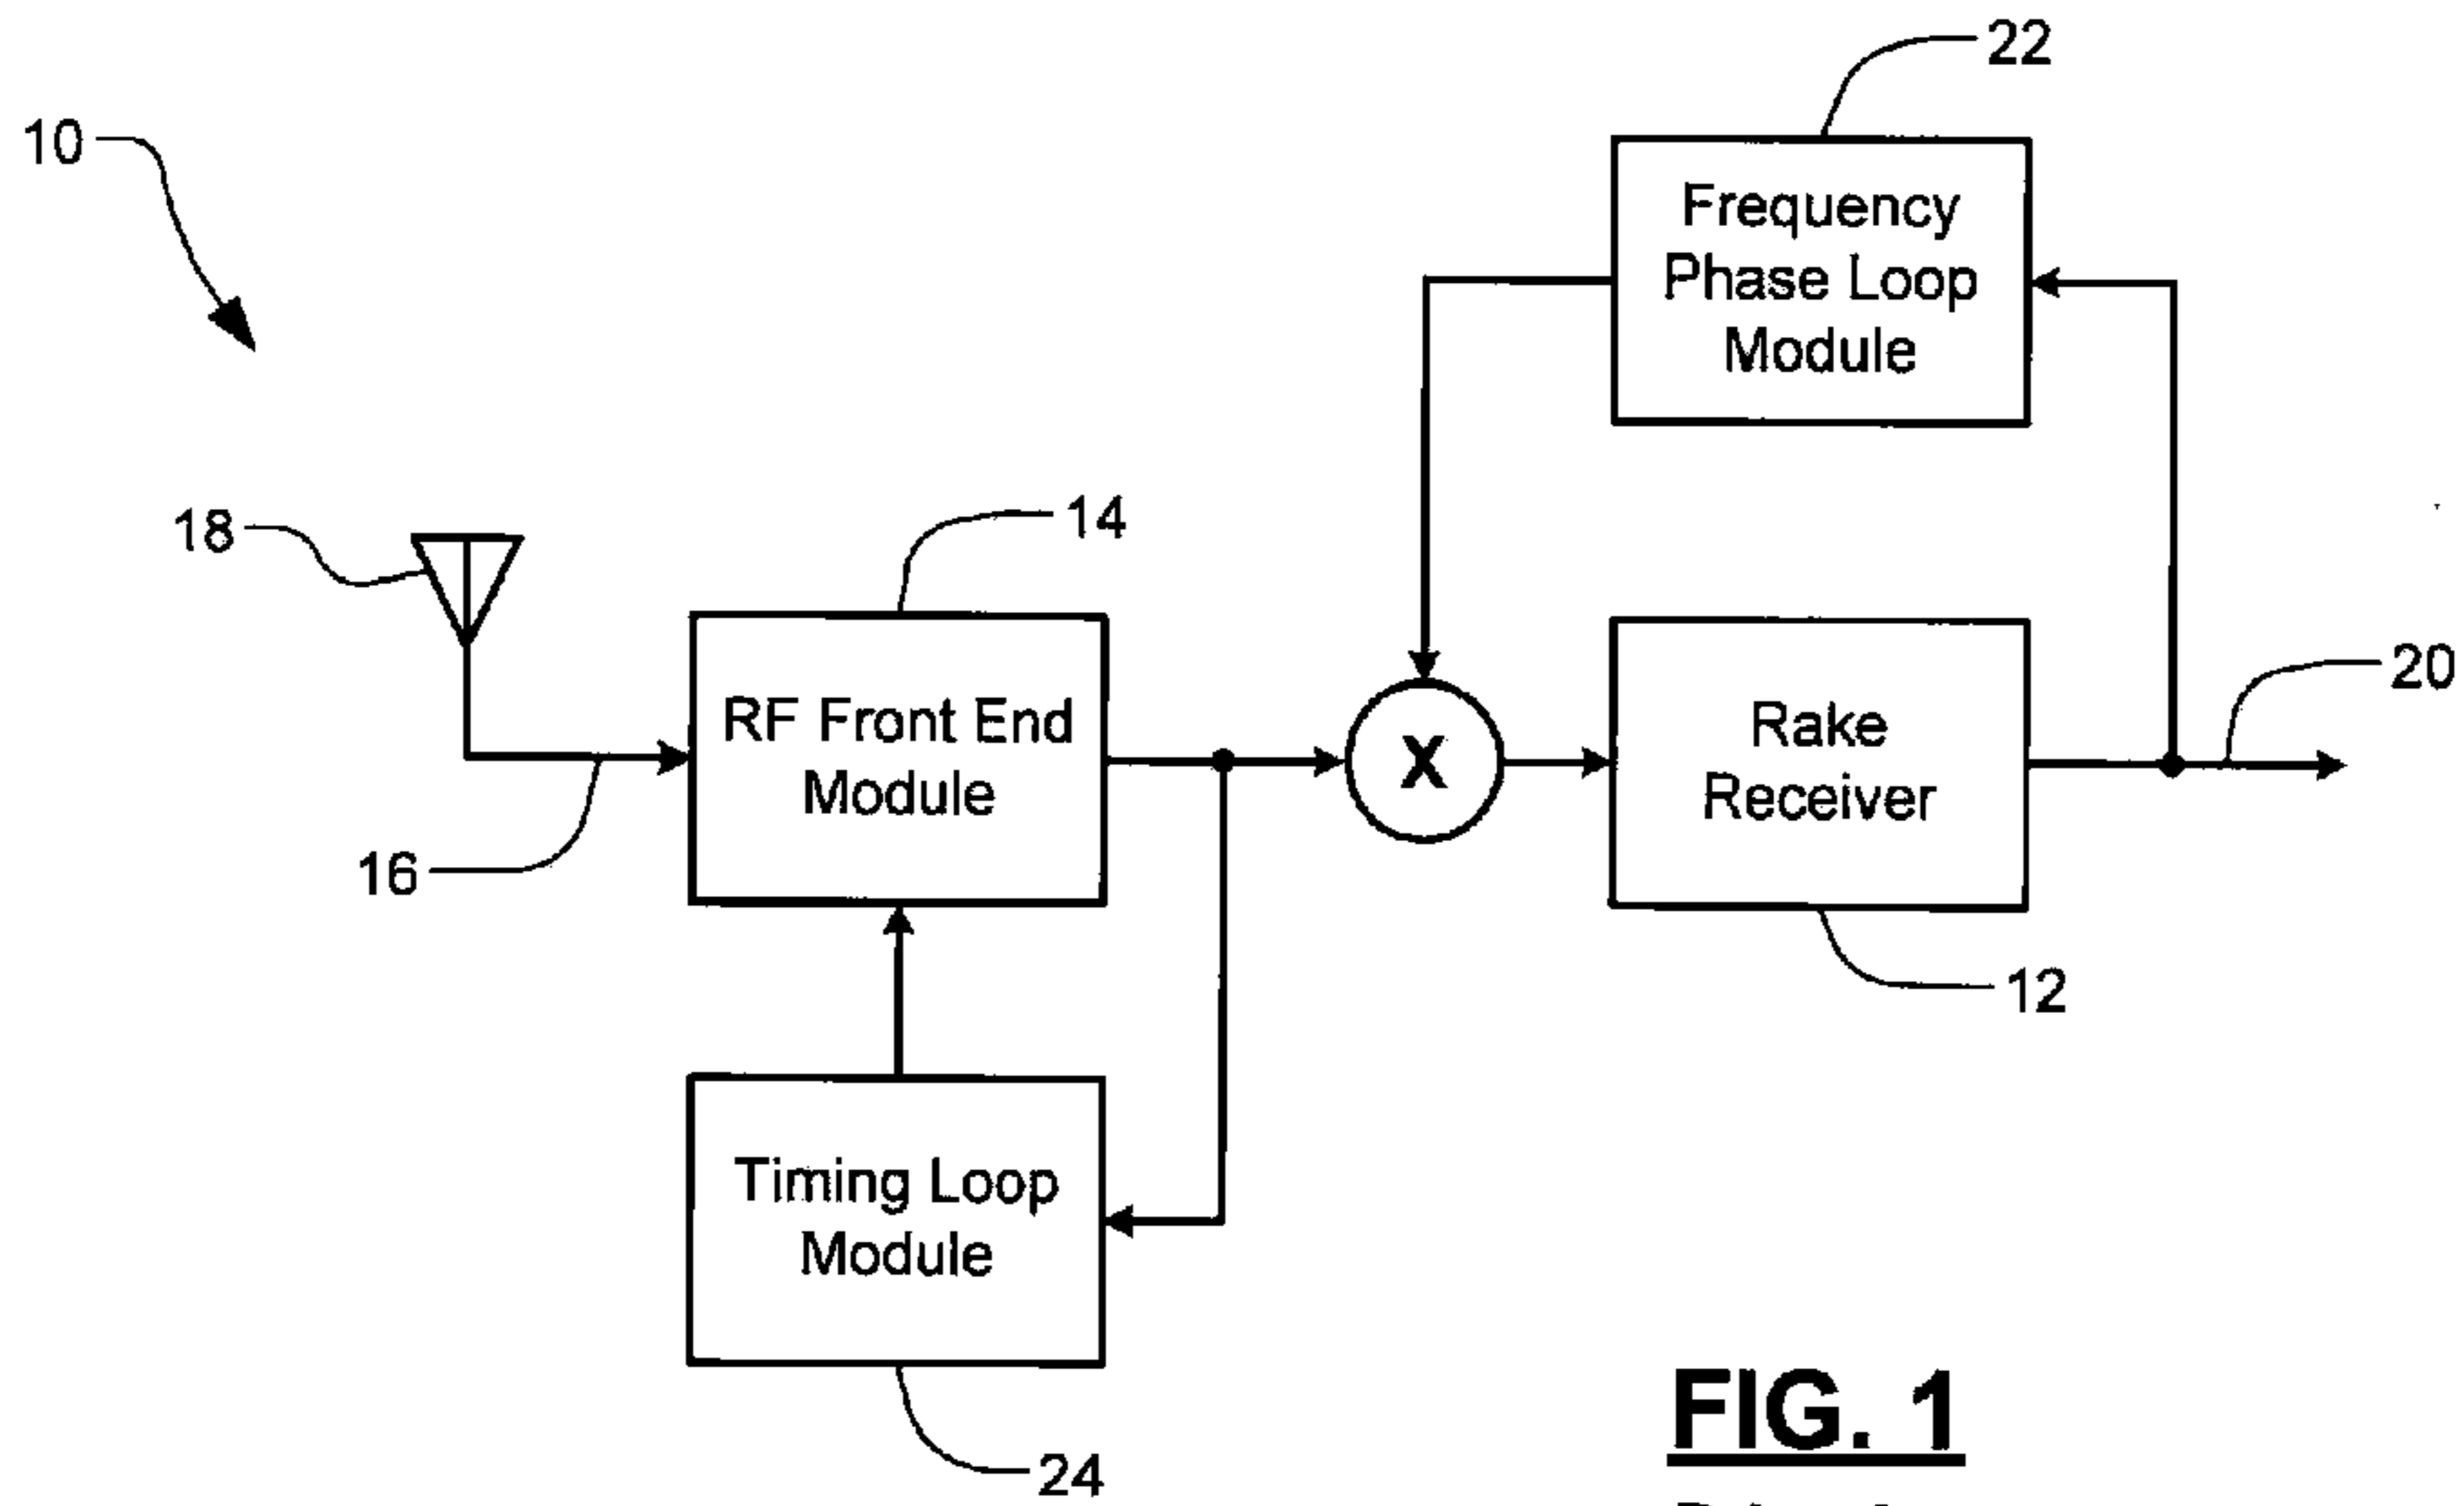 22
10
Frequency
Phase Loop
Module
18
14
20
RF Front End
Module
X
Rake
Receiver
16
12
Timing Loop
Module
24
FIG. 1